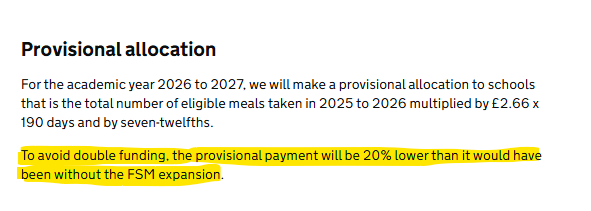 Provisional allocation
For the academic year 2026 to 2027, we will make a provisional allocation to schools
that is the total number of eligible meals taken in 2025 to 2026 multiplied by £2.66 x
190 days and by seven-twelfths.
To avoid double funding, the provisional payment will be 20% lower than it would have
been without the FSM expansion.